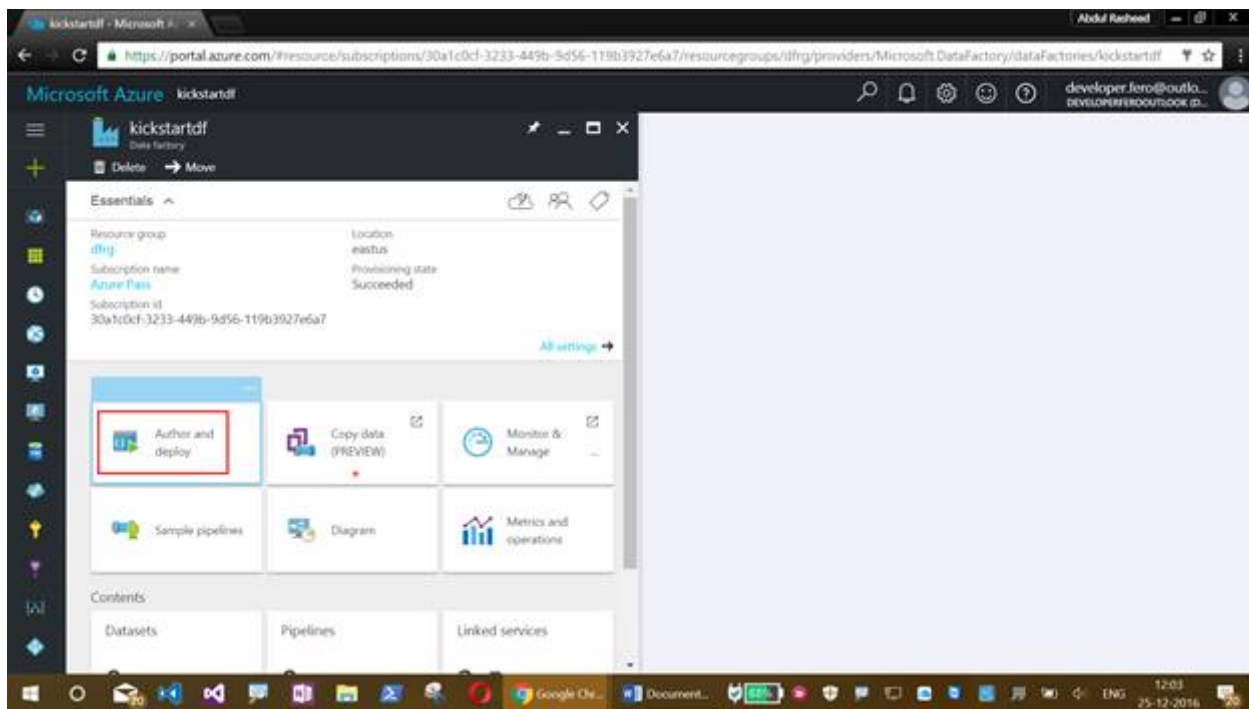 kickstartdf - Microsoft A
Abdul Rasheed
https://portal.azure.com/#resource/subscriptions/30a1c0cf-3233-449b-9d56-119b3927e6a7/resourcegroups/dfrg/providers/Microsoft.DataFactory/dataFactories/kickstartdf
Microsoft Azure kickstartdf
developer.fero@outlo...
kickstartdf
Data factory
Delete Move
Essentials
Resource group
dfrg
Location
eastus
Subscription name
Azure Pass
Provisioning state
Succeeded
Subscription id
30a1c0cf-3233-449b-9d56-119b3927e6a7
All settings
Author and
deploy
Copy data
(PREVIEW)
Monitor &
Manage
...
Sample pipelines
Diagram
Metrics and
operations
Contents
Datasets
Pipelines
Linked services
Google Chr...
Document...
ENG
12:03
25-12-2016